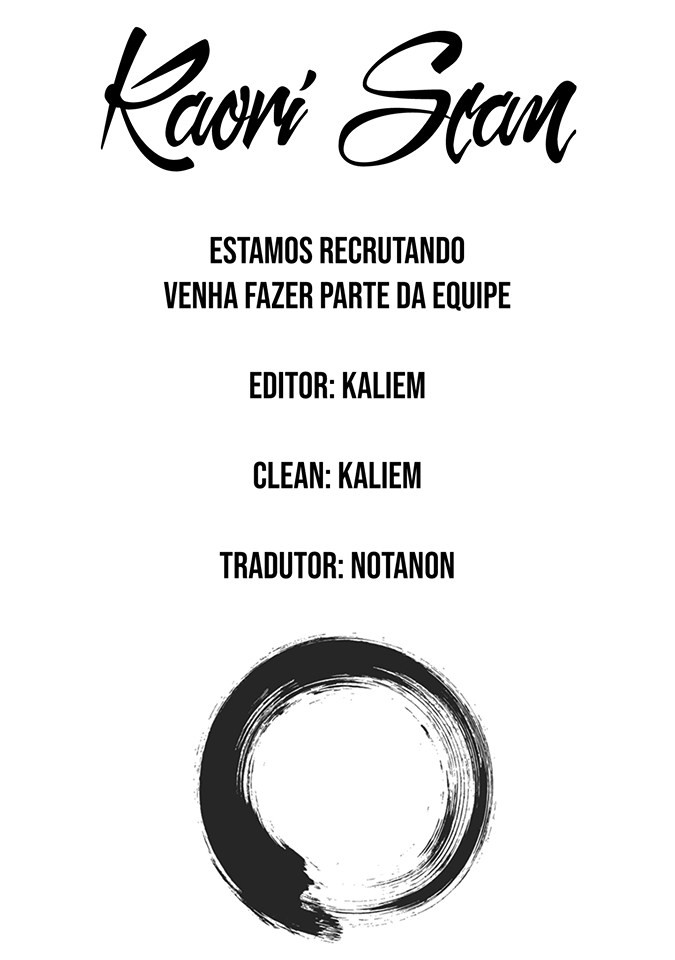 Kaori Scan
ESTAMOS RECRUTANDO
VENHA FAZER PARTE DA EQUIPE
EDITOR: KALIEM
CLEAN: KALIEM
TRADUTOR: NOTANON